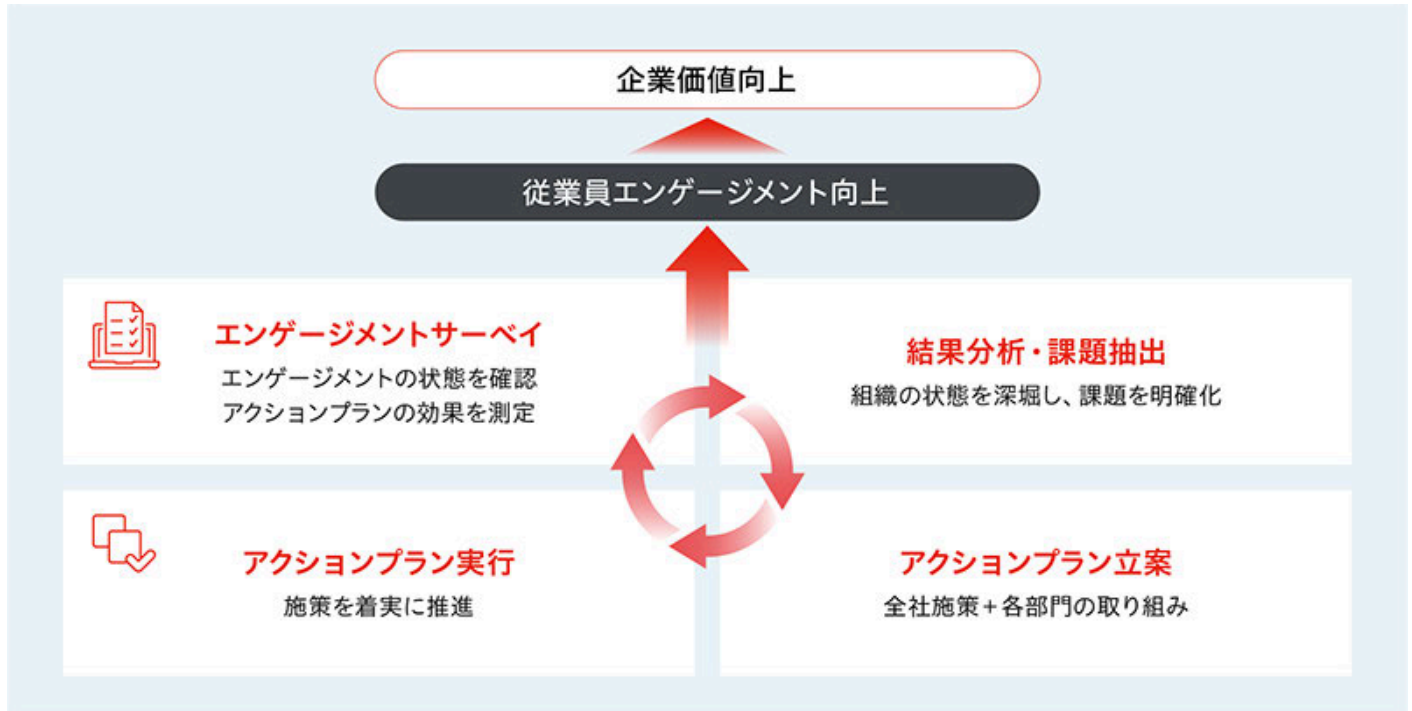 企業価値向上
従業員エンゲージメント向上
エンゲージメントサーベイ
エンゲージメントの状態を確認
アクションプランの効果を測定
結果分析・課題抽出
組織の状態を深堀し、課題を明確化
アクションプラン実行
施策を着実に推進
アクションプラン立案
全社施策＋各部門の取り組み